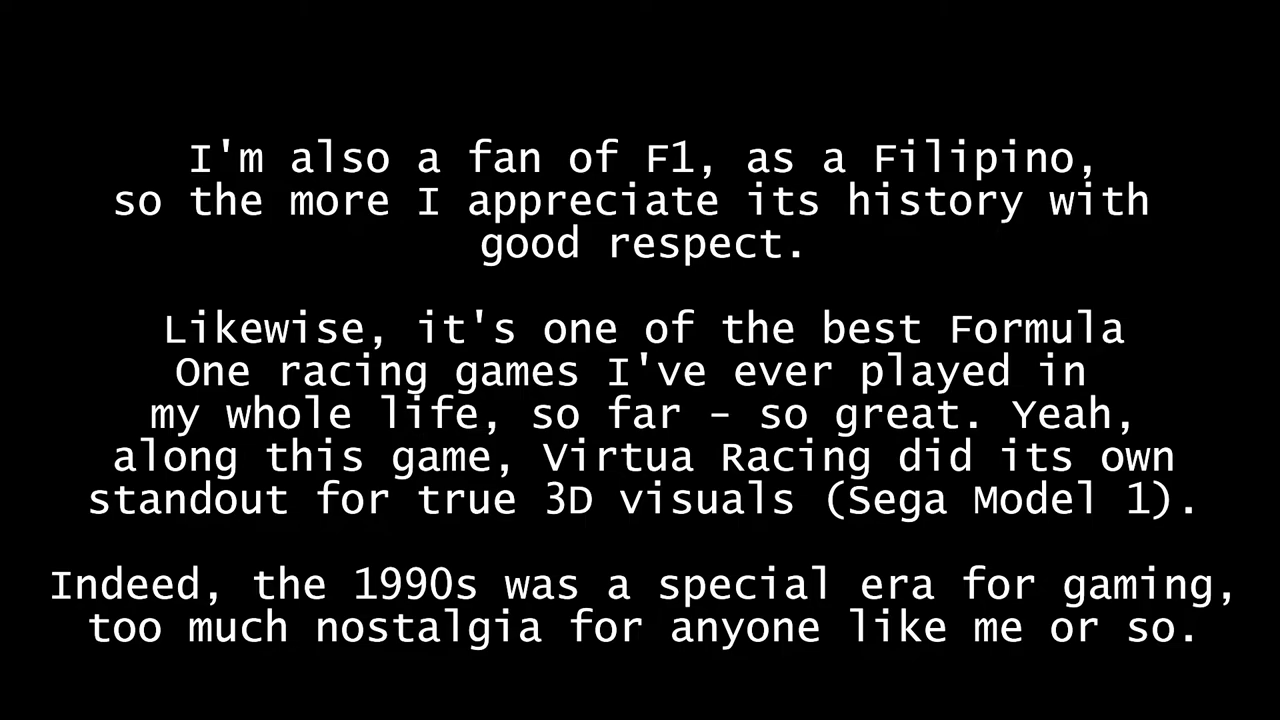 I'm also a fan of F1, as a Filipino,
so the more I appreciate its history with
good respect.
Likewise, it's one of the best Formula
One racing games I've ever played in
my whole life, so far – so great. Yeah,
along this game, Virtua Racing did its own
standout for true 3D visuals (Sega Model 1).
Indeed, the 1990s was a special era for gaming,
too much nostalgia for anyone like me or so.